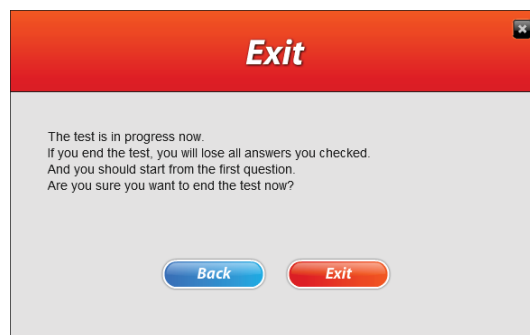 Exit
The test is in progress now.
If you end the test, you will lose all answers you checked.
And you should start from the first question.
Are you sure you want to end the test now?
Back
Exit